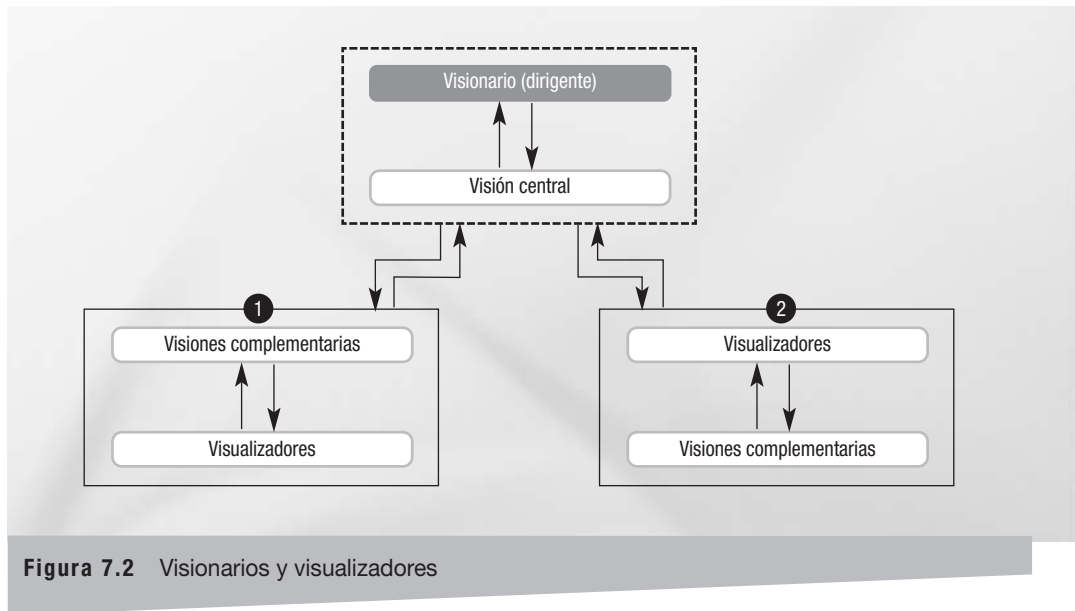 Visionario (dirigente)
Visión central
1
Visiones complementarias
Visualizadores
2
Visualizadores
Visiones complementarias
Figura 7.2 Visionarios y visualizadores